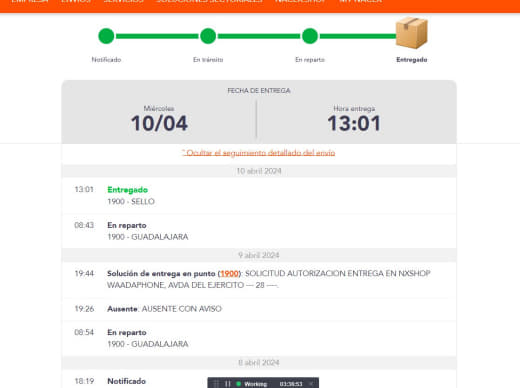 EMPRESA ENVÍOS SERVICIOS SOLUCIONES SECTORIALES NACEXSHOP MY NACEX
Notificado En tránsito En reparto Entregado
FECHA DE ENTREGA
Miércoles Hora entrega
10/04 13:01
Ocultar el seguimiento detallado del envío
10 abril 2024
13:01 Entregado
1900 - SELLO
08:43 En reparto
1900 - GUADALAJARA
9 abril 2024
19:44 Solución de entrega en punto (1900): SOLICITUD AUTORIZACION ENTREGA EN NXSHOP
WAADAPHONE, AVDA DEL EJERCITO --- 28 ----.
19:26 Ausente: AUSENTE CON AVISO
08:54 En reparto
1900 - GUADALAJARA
8 abril 2024
18:19 Notificado
Working 03:36:53